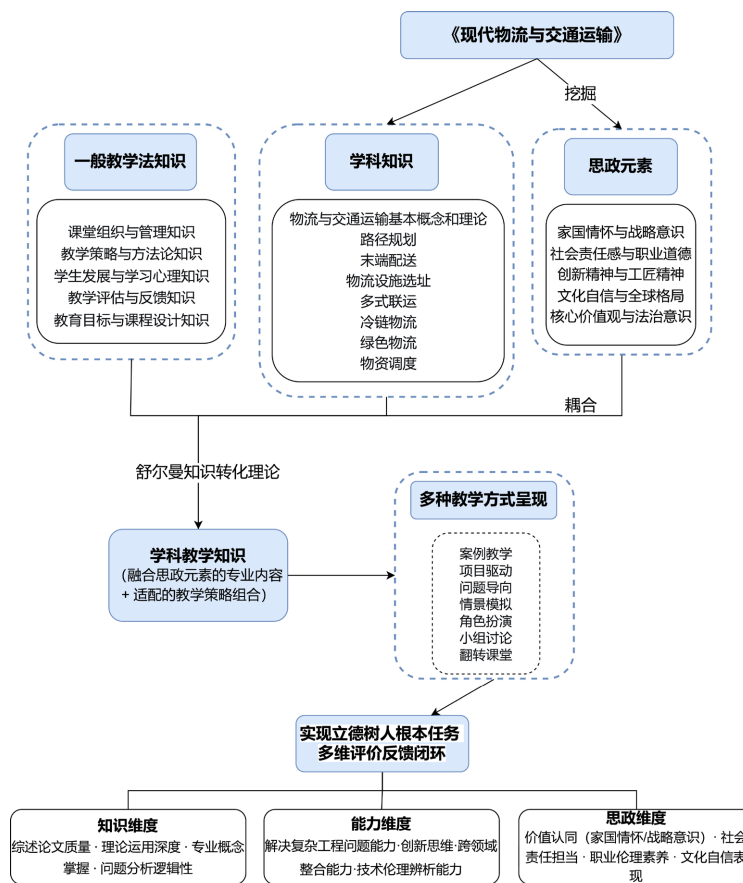 《现代物流与交通运输》
挖掘
一般教学法知识
课堂组织与管理知识
教学策略与方法论知识
学生发展与学习心理知识
教学评估与反馈知识
教育目标与课程设计知识
学科知识
物流与交通运输基本概念和理论
路径规划
末端配送
物流设施选址
多式联运
冷链物流
绿色物流
物资调度
思政元素
家国情怀与战略意识
社会责任感与职业道德
创新精神与工匠精神
文化自信与全球格局
核心价值观与法治意识
耦合
舒尔曼知识转化理论
学科教学知识
(融合思政元素的专业内容
+ 适配的教学策略组合)
多种教学方式呈现
案例教学
项目驱动
问题导向
情景模拟
角色扮演
小组讨论
翻转课堂
实现立德树人根本任务
多维评价反馈闭环
知识维度
综述论文质量 · 理论运用深度 · 专业概念
掌握 · 问题分析逻辑性
能力维度
解决复杂工程问题能力·创新思维·跨领域
整合能力·技术伦理辨析能力
思政维度
价值认同（家国情怀/战略意识）· 社会
责任担当 · 职业伦理素养 · 文化自信表
现